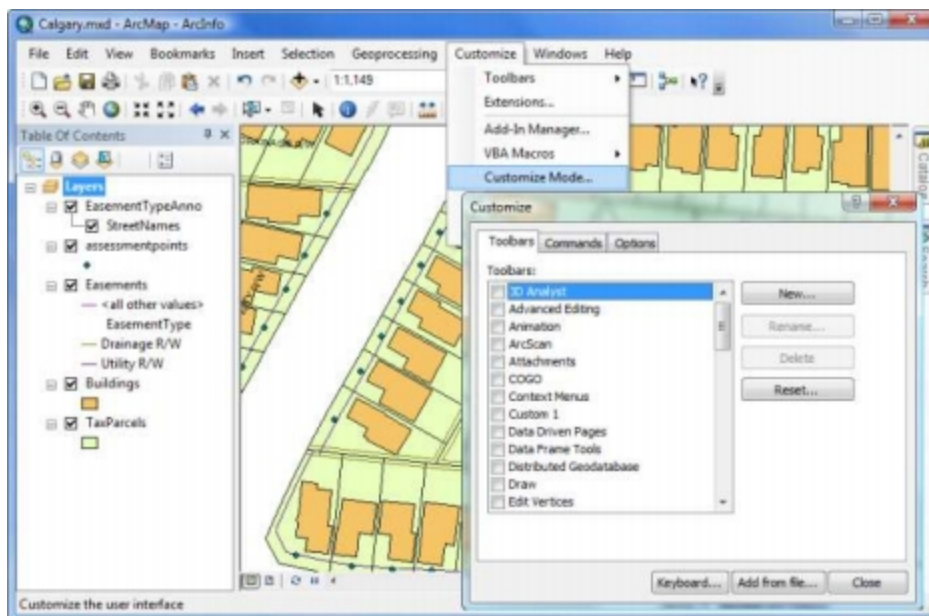 Calgary.mxd - ArcMap - ArcInfo
File Edit View Bookmarks Insert Selection Geoprocessing Customize Windows Help
1:1,149
Toolbars
Extensions...
Add-In Manager...
VBA Macros
Customize Mode...
Table Of Contents
Layers
EasementTypeAnno
StreetNames
assessmentpoints
Easements
<all other values>
EasementType
Drainage R/W
Utility R/W
Buildings
TaxParcels
Catalog
Customize
Toolbars Commands Options
Toolbars:
3D Analyst
Advanced Editing
Animation
ArcScan
Attachments
COGO
Context Menus
Custom 1
Data Driven Pages
Data Frame Tools
Distributed Geodatabase
Draw
Edit Vertices
New...
Rename...
Delete
Reset...
Keyboard... Add from file... Close
Customize the user interface